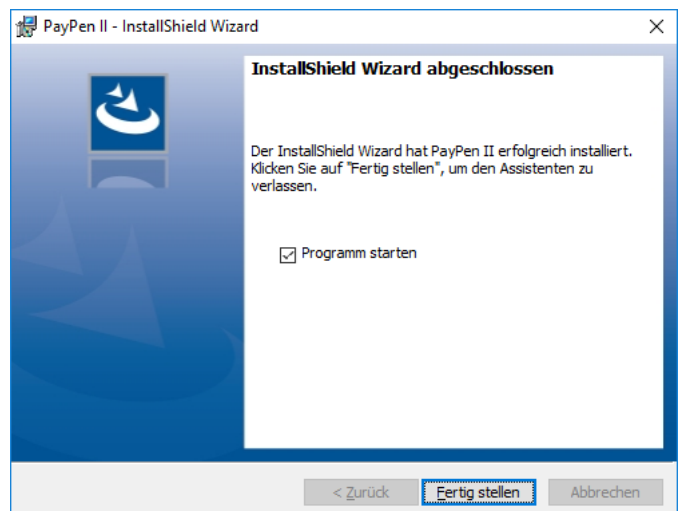 PayPen II - InstallShield Wizard
InstallShield Wizard abgeschlossen
Der InstallShield Wizard hat PayPen II erfolgreich installiert.
Klicken Sie auf "Fertig stellen", um den Assistenten zu
verlassen.
Programm starten
< Zurück
Fertig stellen
Abbrechen